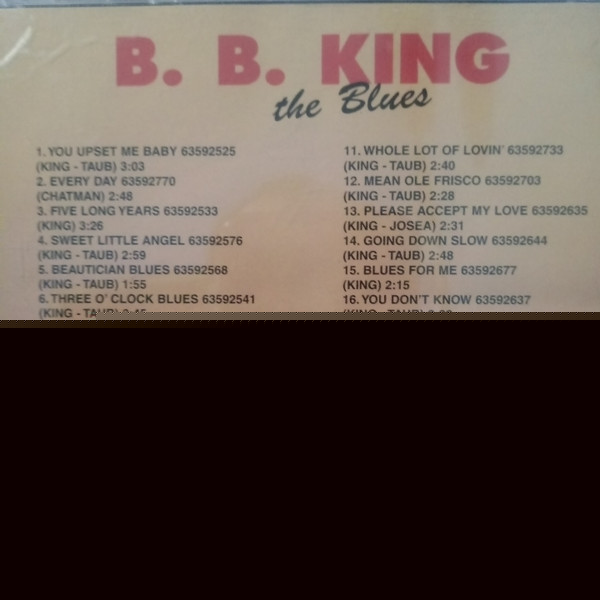 B. B. KING
the Blues
1. YOU UPSET ME BABY 63592525
(KING - TAUB) 3:03
2. EVERY DAY 63592770
(CHATMAN) 2:48
3. FIVE LONG YEARS 63592533
(KING) 3:26
4. SWEET LITTLE ANGEL 63592576
(KING - TAUB) 2:59
5. BEAUTICIAN BLUES 63592568
(KING - TAUB) 1:55
6. THREE O' CLOCK BLUES 63592541
(KING - TAUB)
11. WHOLE LOT OF LOVIN' 63592733
(KING - TAUB) 2:40
12. MEAN OLE FRISCO 63592703
(KING - TAUB) 2:28
13. PLEASE ACCEPT MY LOVE 63592635
(KING - JOSEA) 2:31
14. GOING DOWN SLOW 63592644
(KING - TAUB) 2:48
15. BLUES FOR ME 63592677
(KING) 2:15
16. YOU DON'T KNOW 63592637